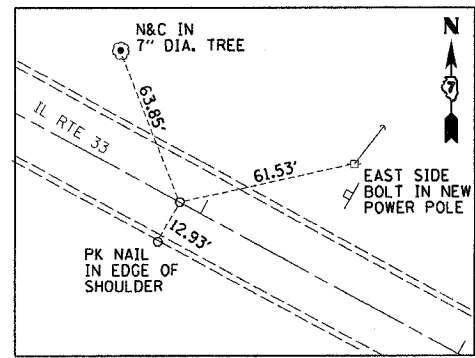 N&C IN
7" DIA. TREE
N
7
63.85'
IL RTE 33
61.53'
EAST SIDE
BOLT IN NEW
POWER POLE
12.93'
PK NAIL
IN EDGE OF
SHOULDER